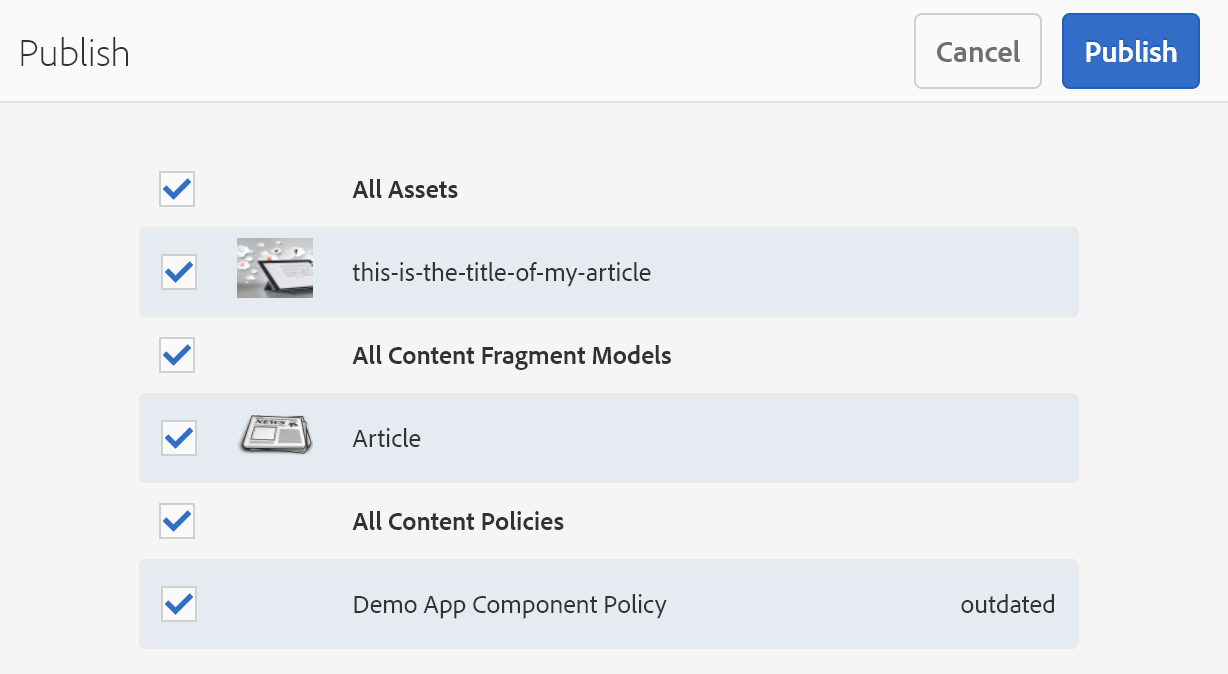 Publish
Cancel
Publish
All Assets
this-is-the-title-of-my-article
All Content Fragment Models
NEWS
Article
All Content Policies
Demo App Component Policy
outdated